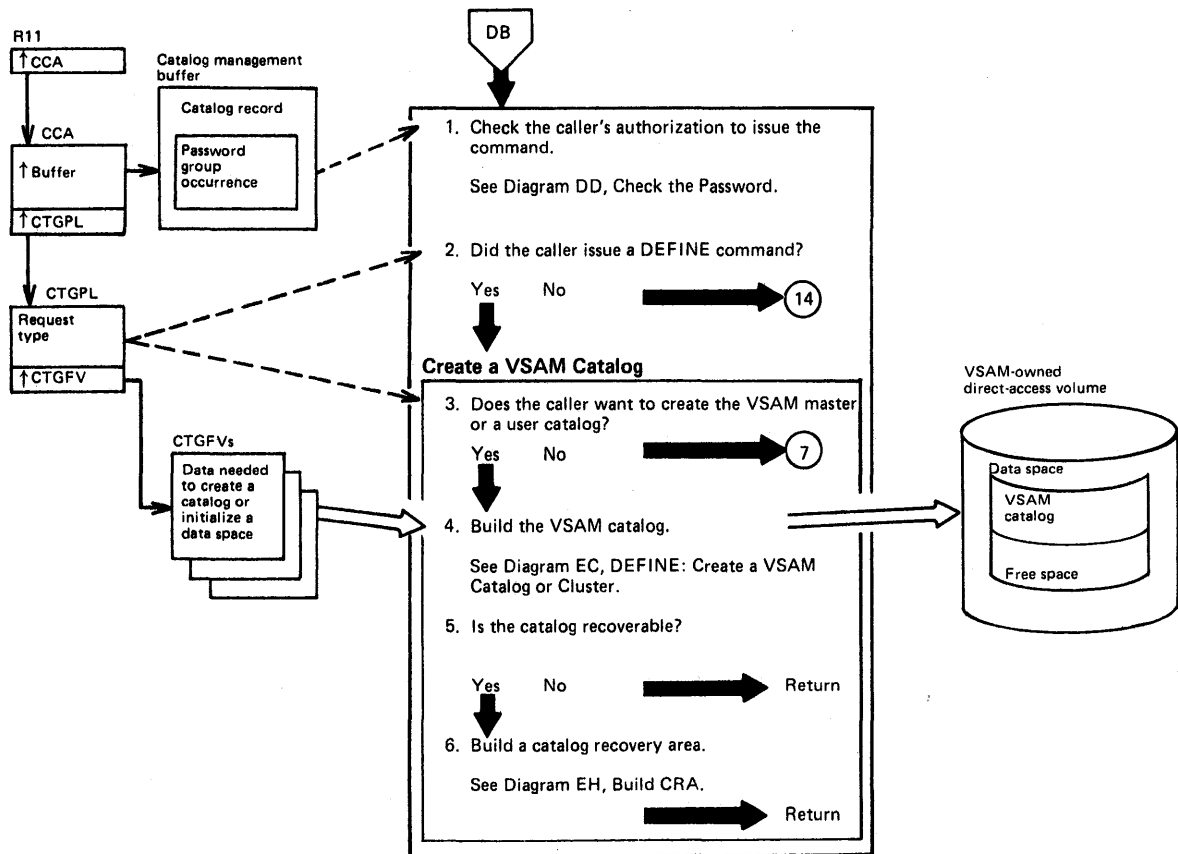 DB
R11
↑CCA
Catalog management
buffer
Catalog record
Password
group
occurrence
CCA
↑Buffer
↑CTGPL
CTGPL
Request
type
↑CTGFV
CTGFVs
Data needed
to create a
catalog or
initialize a
data space
1. Check the caller's authorization to issue the
command.
See Diagram DD, Check the Password.
2. Did the caller issue a DEFINE command?
Yes No 14
Create a VSAM Catalog
3. Does the caller want to create the VSAM master
or a user catalog?
Yes No 7
4. Build the VSAM catalog.
See Diagram EC, DEFINE: Create a VSAM
Catalog or Cluster.
5. Is the catalog recoverable?
Yes No Return
6. Build a catalog recovery area.
See Diagram EH, Build CRA.
Return
VSAM-owned
direct-access volume
Data space
VSAM
catalog
Free space